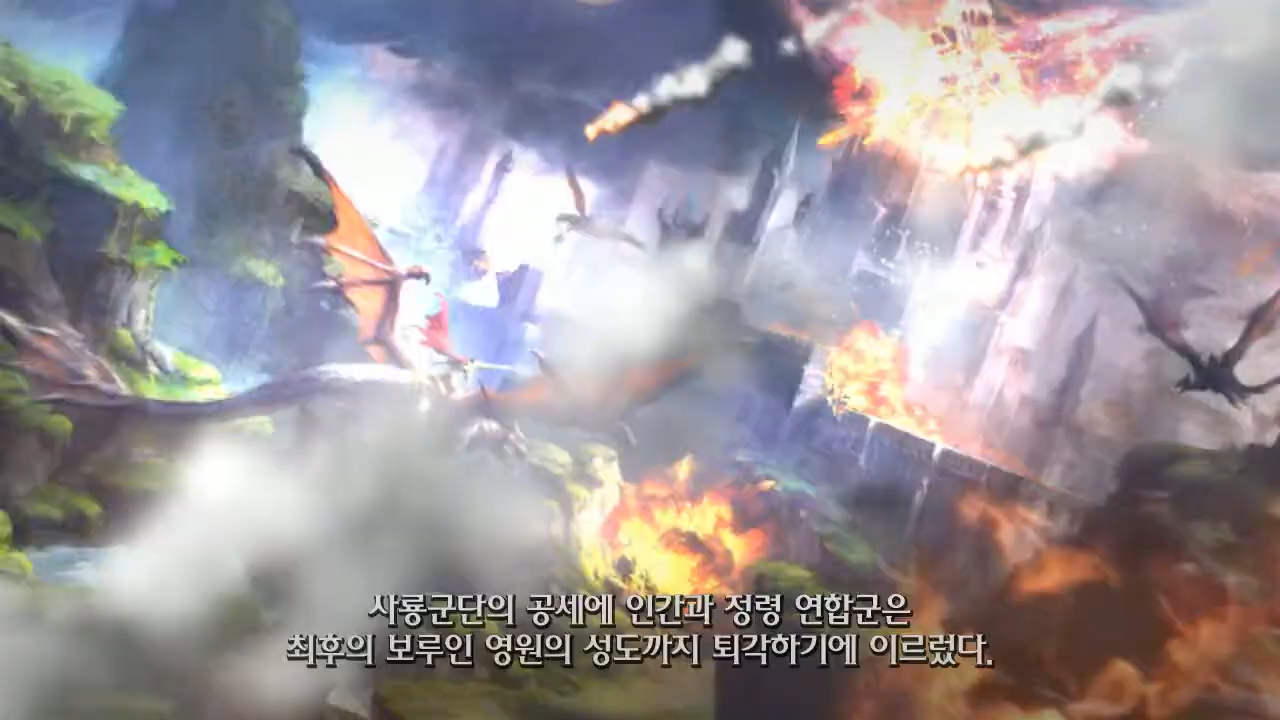 사룡군단의 공세에 인간과 정령 연합군은
최후의 보루인 영원의 성도까지 퇴각하기에 이르렀다.